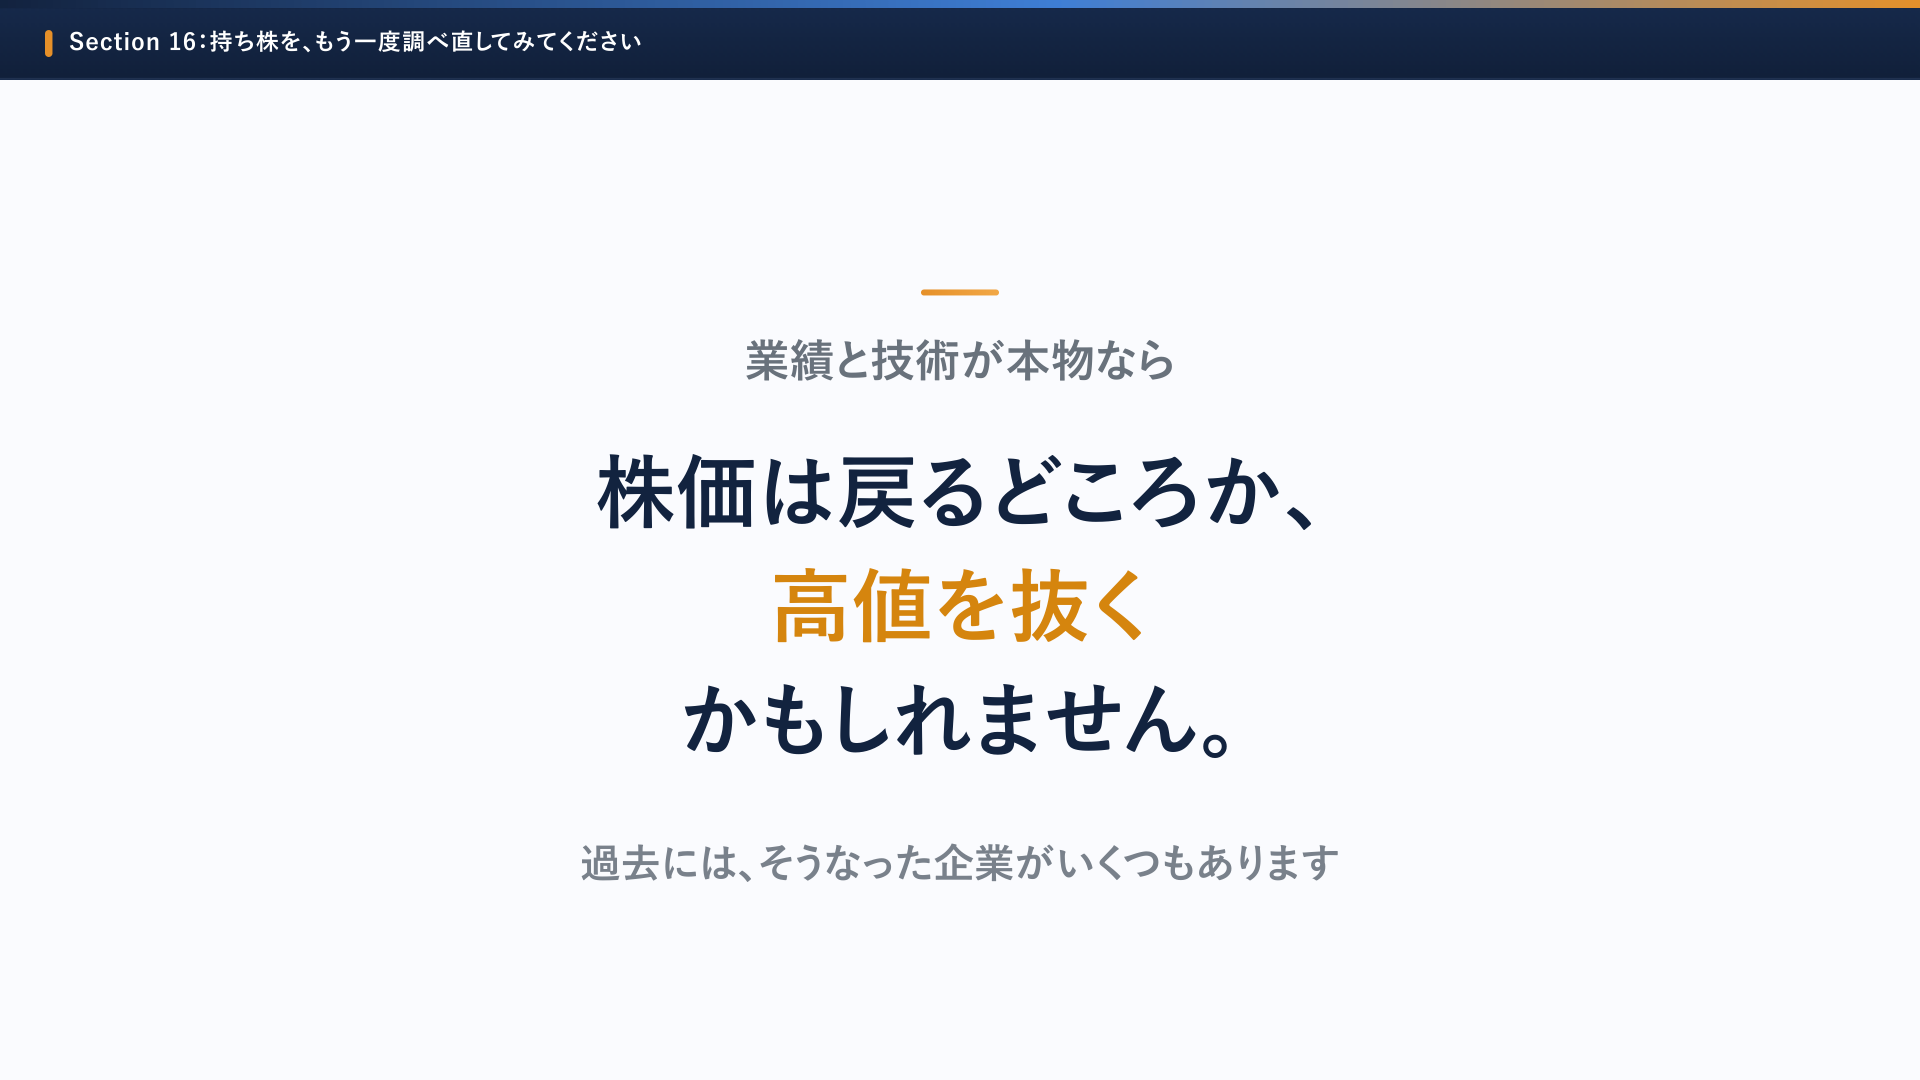 Section 16：持ち株を、もう一度調べ直してみてください
業績と技術が本物なら
株価は戻るどころか、
高値を抜く
かもしれません。
過去には、そうなった企業がいくつもあります